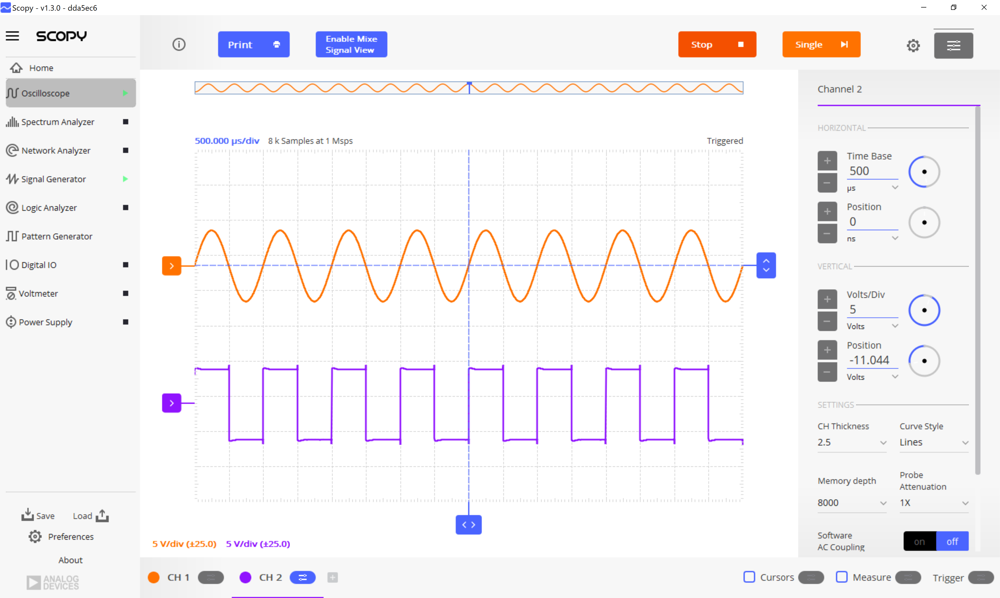 Scopy - v1.3.0 - dda5ec6
SCOPY
Home
Oscilloscope
Spectrum Analyzer
Network Analyzer
Signal Generator
Logic Analyzer
Pattern Generator
Digital IO
Voltmeter
Power Supply
Save Load
Preferences
About
ANALOG
DEVICES
Print
Enable Mixe
Signal View
Stop
Single
500.000 µs/div 8 k Samples at 1 Msps Triggered
5 V/div (±25.0) 5 V/div (±25.0)
Channel 2
HORIZONTAL
Time Base
500
µs
Position
0
ns
VERTICAL
Volts/Div
5
Volts
Position
-11.044
Volts
SETTINGS
CH Thickness Curve Style
2.5 Lines
Memory depth Probe
Attenuation
8000 1X
Software
AC Coupling on off
CH 1 CH 2 Cursors Measure Trigger